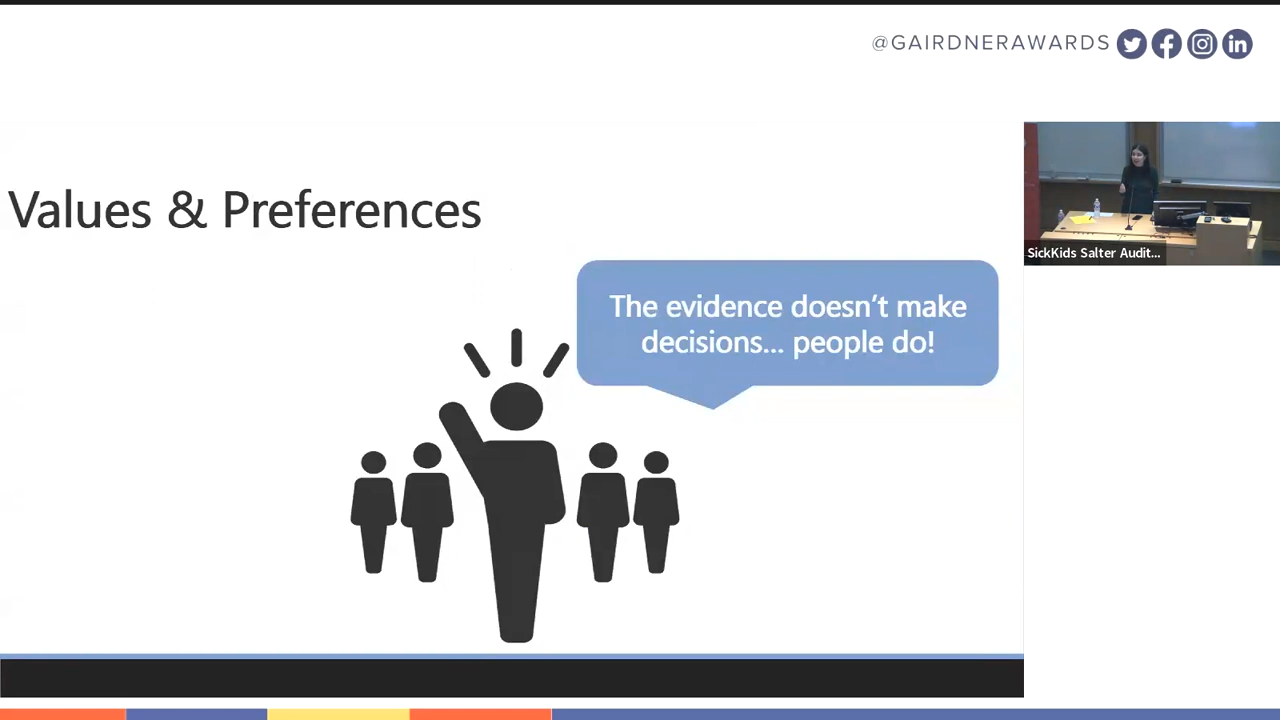 @GAIRDNERAWARDS
Values & Preferences
The evidence doesn't make
decisions... people do!
SickKids Salter Audit...